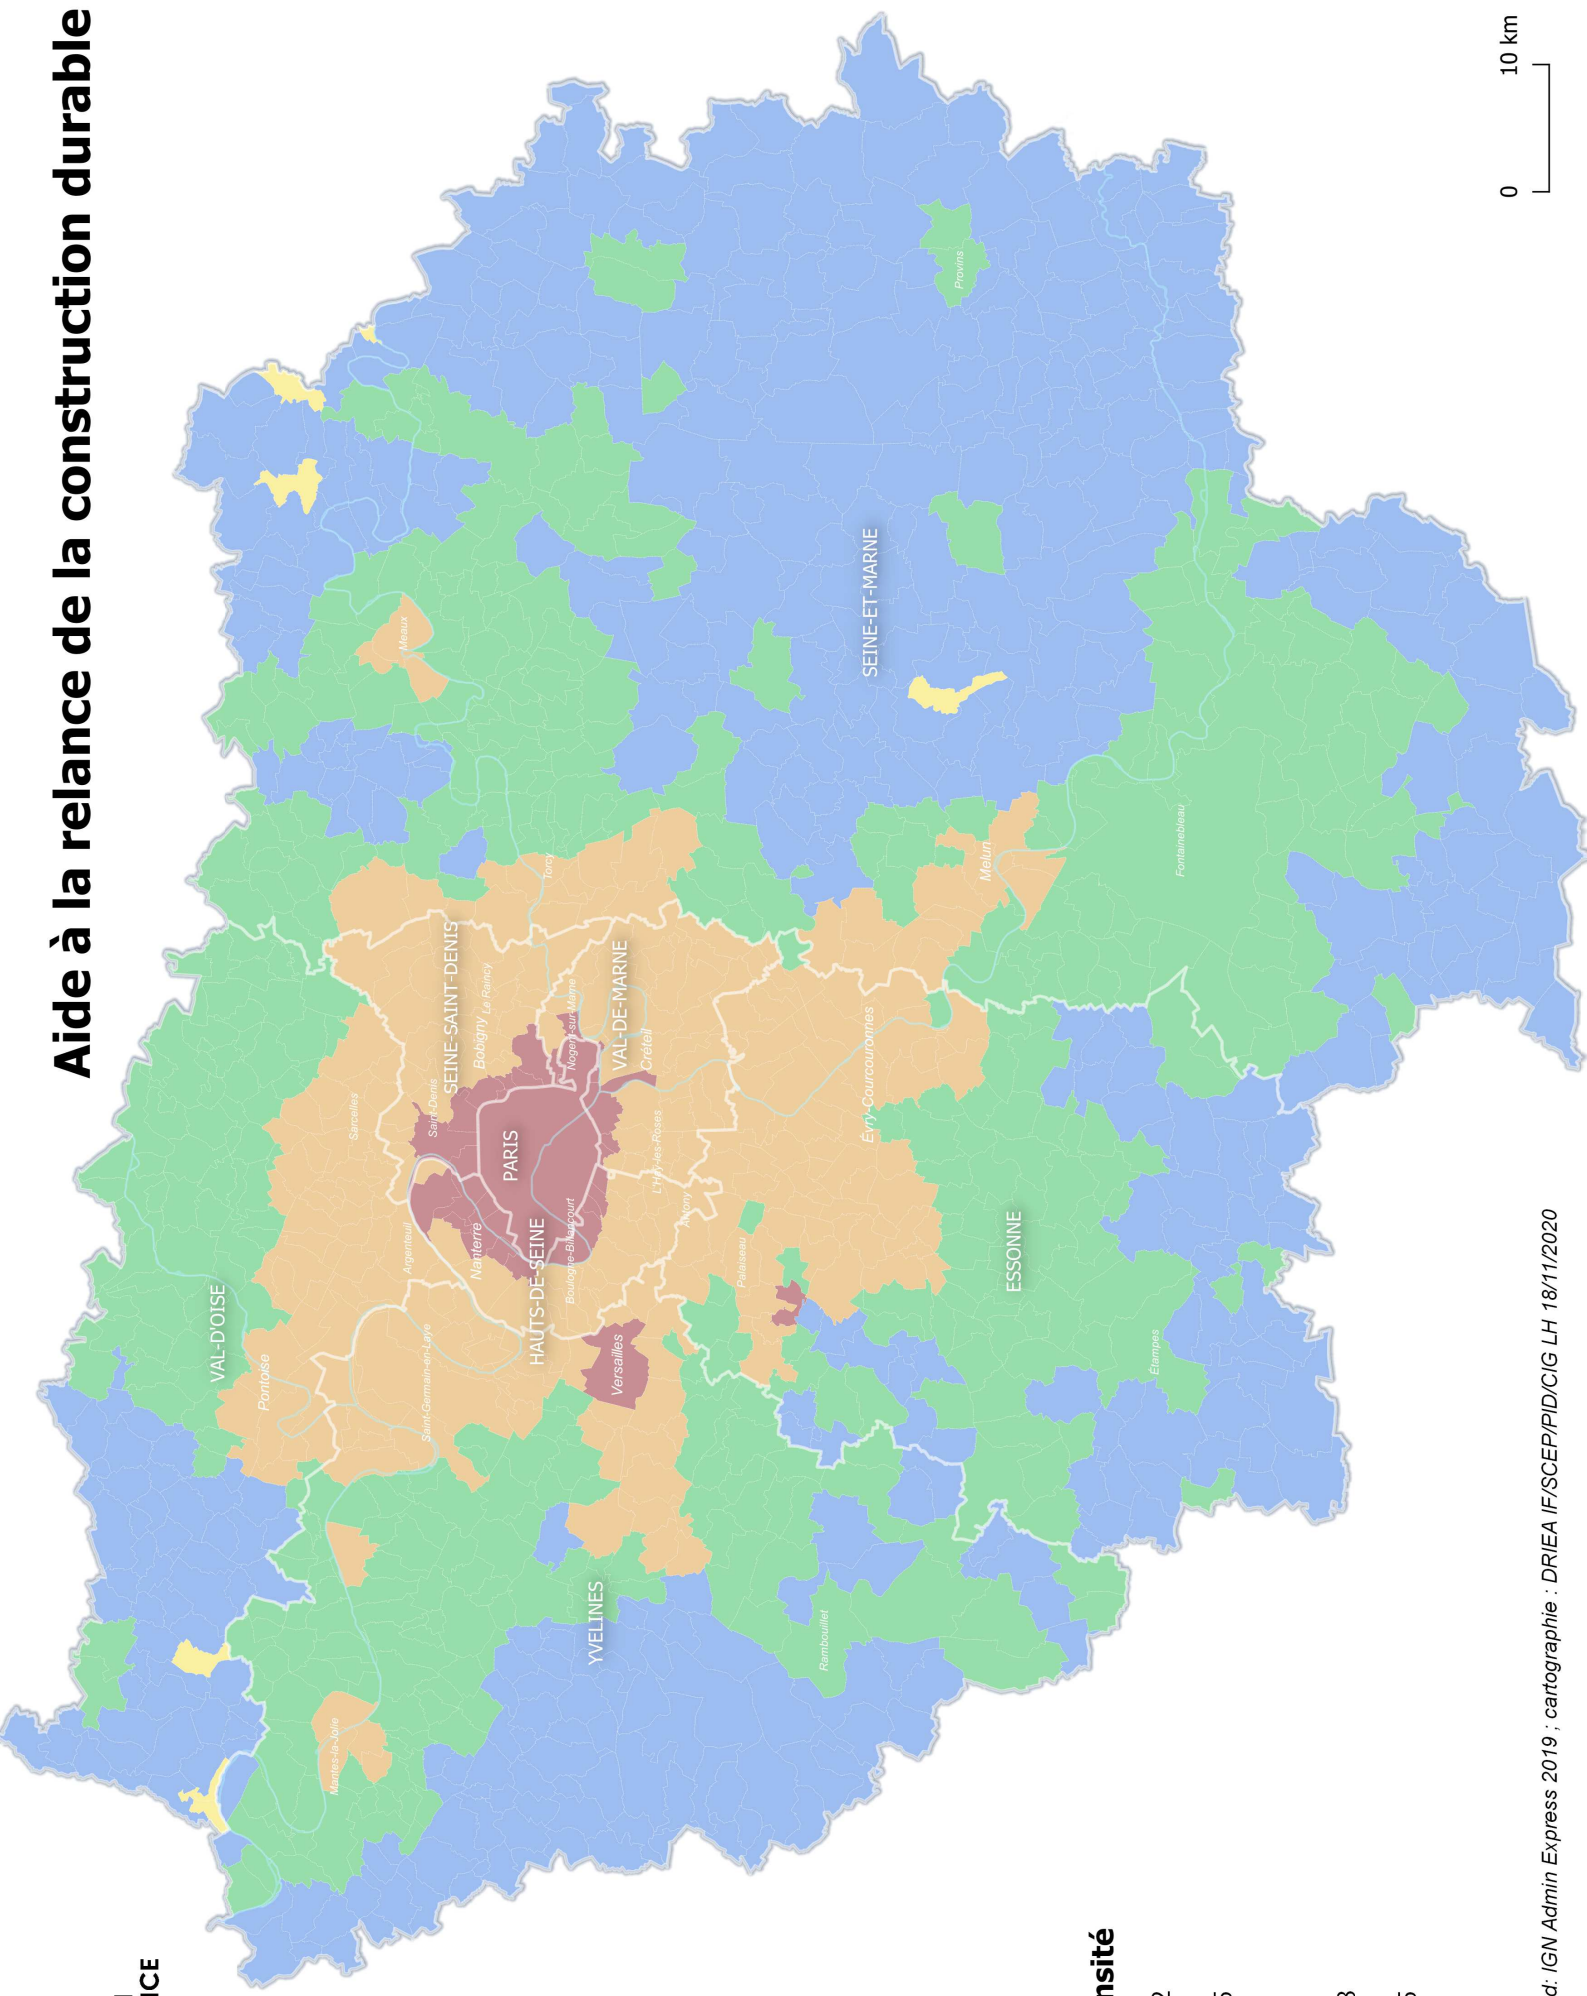 Aide à la relance de la construction durable
ICE
VAL-D'OISE
Pontoise
Sarcelles
Argenteuil
Saint-Germain-en-Laye
Mantes-la-Jolie
Meaux
SEINE-SAINT-DENIS
Saint-Denis
Bobigny
Le Raincy
Torcy
Nanterre
PARIS
HAUTS-DE-SEINE
Boulogne-Billancourt
Nogent-sur-Marne
VAL-DE-MARNE
Créteil
L'Haÿ-les-Roses
Antony
Versailles
YVELINES
Palaiseau
Rambouillet
Évry-Courcouronnes
SEINE-ET-MARNE
Provins
Melun
ESSONNE
Étampes
Fontainebleau
nsité
0 10 km
d: IGN Admin Express 2019 ; cartographie : DRIEA IF/SCEP/PID/CIG LH 18/11/2020